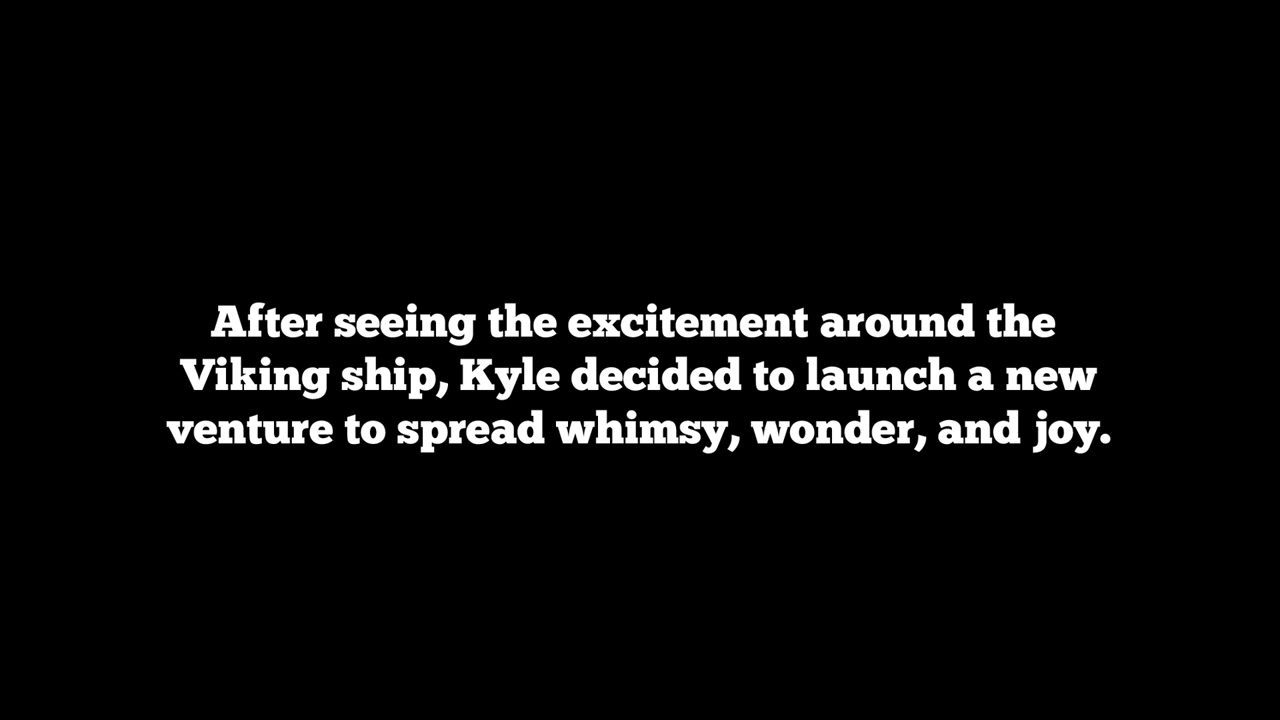 After seeing the excitement around the
Viking ship, Kyle decided to launch a new
venture to spread whimsy, wonder, and joy.